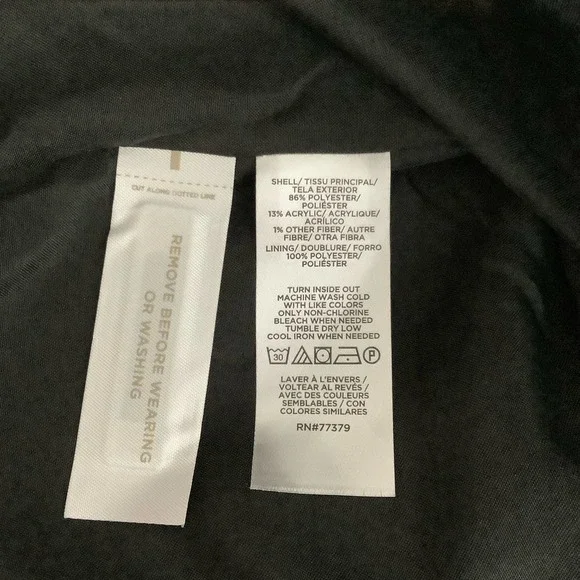 CUT ALONG DOTTED LINE
REMOVE BEFORE WEARING
OR WASHING
SHELL/ TISSU PRINCIPAL/
TELA EXTERIOR
86% POLYESTER/
POLIÉSTER
13% ACRYLIC/ ACRYLIQUE/
ACRÍLICO
1% OTHER FIBER/ AUTRE
FIBRE/ OTRA FIBRA
LINING/ DOUBLURE/ FORRO
100% POLYESTER/
POLIÉSTER
TURN INSIDE OUT
MACHINE WASH COLD
WITH LIKE COLORS
ONLY NON-CHLORINE
BLEACH WHEN NEEDED
TUMBLE DRY LOW
COOL IRON WHEN NEEDED
30 P
LAVER À L'ENVERS /
VOLTEAR AL REVÉS /
AVEC DES COULEURS
SEMBLABLES / CON
COLORES SIMILARES
RN#77379